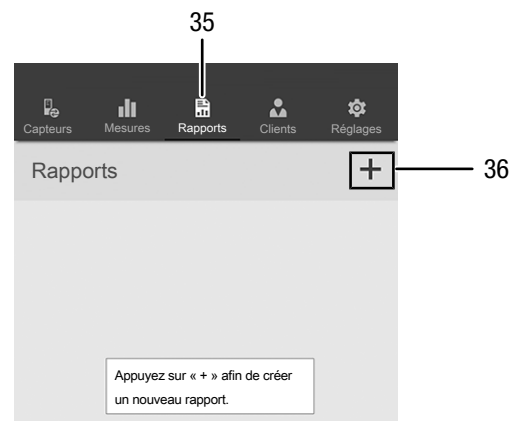 35
Capteurs Mesures Rapports Clients Réglages
Rapports +
36
Appuyez sur « + » afin de créer
un nouveau rapport.